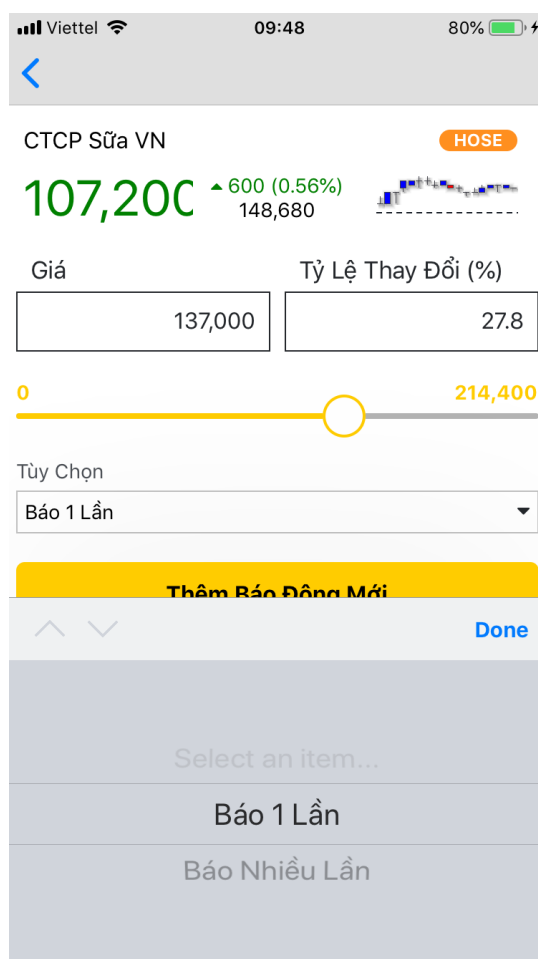 Viettel 09:48 80%
CTCP Sữa VN HOSE
107,200 600 (0.56%)
148,680
Giá Tỷ Lệ Thay Đổi (%)
137,000 27.8
0 214,400
Tùy Chọn
Báo 1 Lần
Thêm Báo Động Mới
Done
Select an item...
Báo 1 Lần
Báo Nhiều Lần